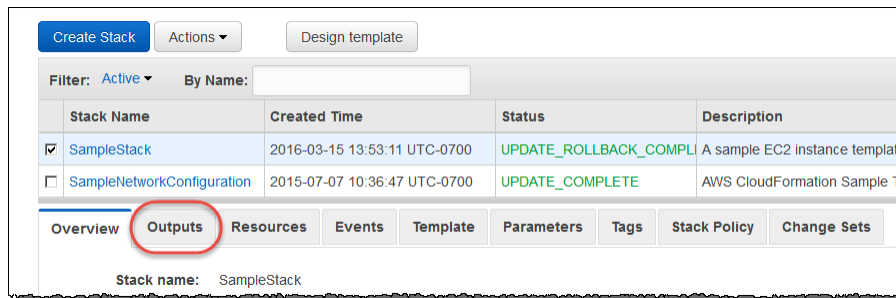 Create Stack Actions Design template
Filter: Active By Name:
Stack Name Created Time Status Description
SampleStack 2016-03-15 13:53:11 UTC-0700 UPDATE_ROLLBACK_COMPL A sample EC2 instance templat
SampleNetworkConfiguration 2015-07-07 10:36:47 UTC-0700 UPDATE_COMPLETE AWS CloudFormation Sample T
Overview Outputs Resources Events Template Parameters Tags Stack Policy Change Sets
Stack name: SampleStack